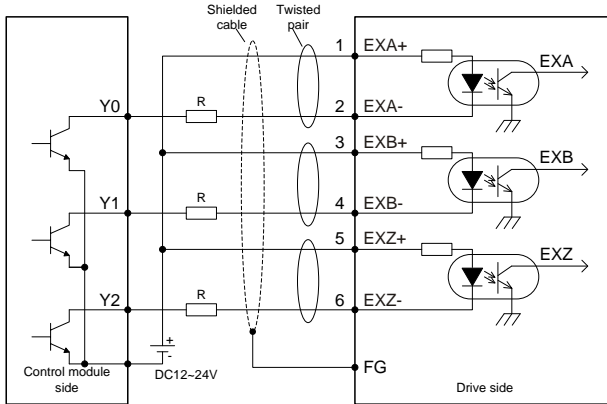 Shielded
cable
Twisted
pair
1 EXA+
EXA
Y0
R
2 EXA-
3 EXB+
EXB
Y1
R
4 EXB-
5 EXZ+
EXZ
Y2
R
6 EXZ-
+
-
DC12~24V
FG
Control module
side
Drive side